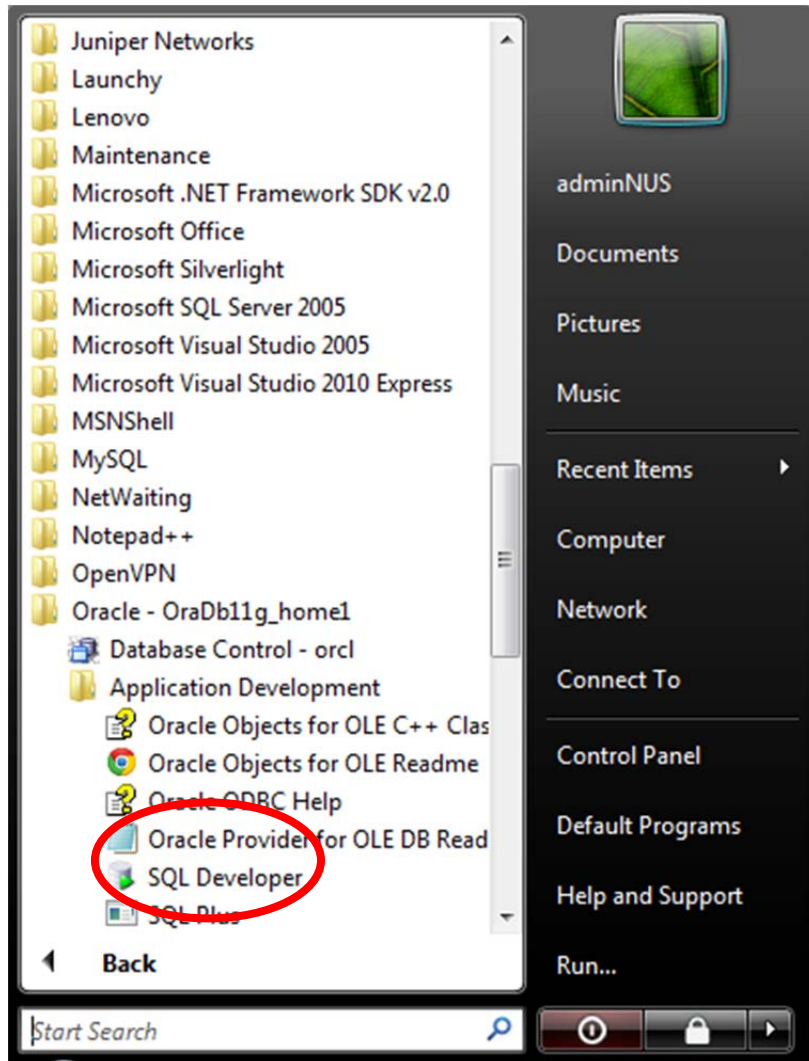 Juniper Networks
Launchy
Lenovo
Maintenance
Microsoft .NET Framework SDK v2.0
Microsoft Office
Microsoft Silverlight
Microsoft SQL Server 2005
Microsoft Visual Studio 2005
Microsoft Visual Studio 2010 Express
MSNShell
MySQL
NetWaiting
Notepad++
OpenVPN
Oracle - OraDb11g_home1
Database Control - orcl
Application Development
Oracle Objects for OLE C++ Clas
Oracle Objects for OLE Readme
Oracle ODBC Help
Oracle Provider for OLE DB Read
SQL Developer
SQL Plus
Back
Start Search
adminNUS
Documents
Pictures
Music
Recent Items
Computer
Network
Connect To
Control Panel
Default Programs
Help and Support
Run...